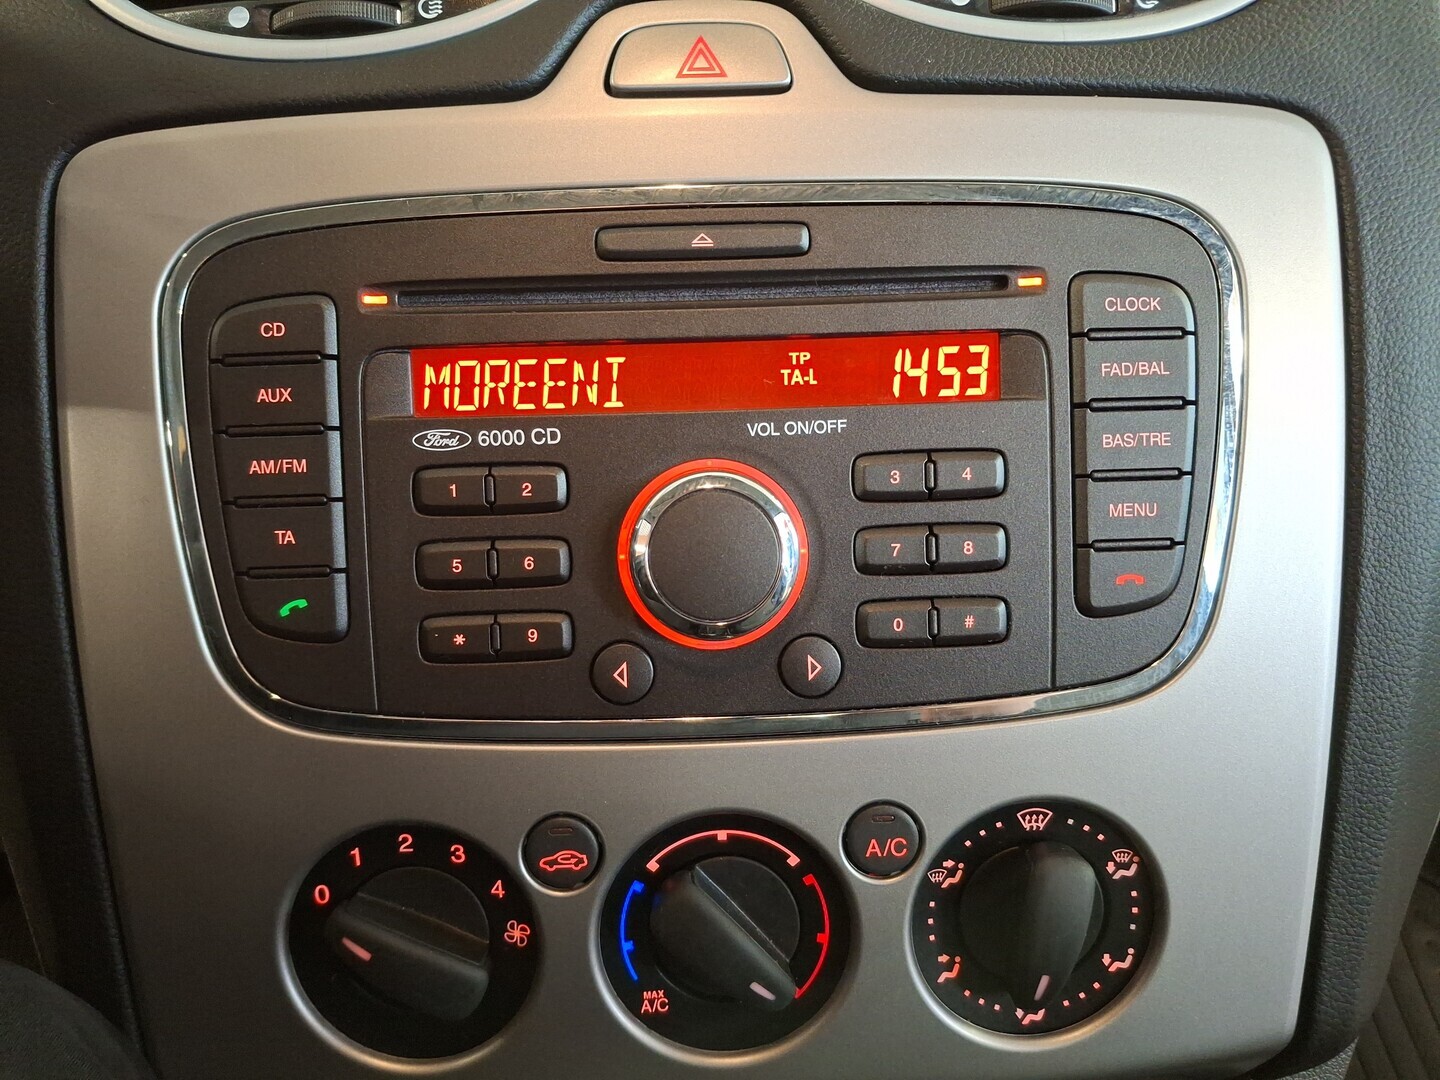 CD
AUX
AM/FM
TA
MOREENI
TP
TA-L
1453
Ford 6000 CD
VOL ON/OFF
1 2
5 6
* 9
3 4
7 8
0 #
CLOCK
FAD/BAL
BAS/TRE
MENU
0 1 2 3 4
MAX
A/C
A/C